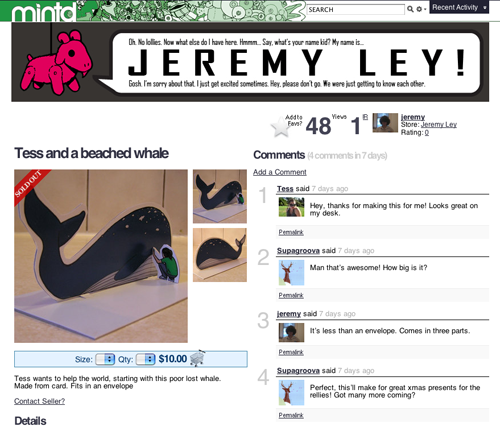 mintd
SEARCH
Recent Activity
Oh. No lollies. Now what else do I have here. Hmmm... Say, what's your name kid? My name is...
JEREMY LEY!
Gosh. I'm sorry about that. I just get excited sometimes. Hey, please don't go. We were just getting to know each other.
Add to
Favs?
48 Views
1
jeremy
Store: Jeremy Ley
Rating: 0
Tess and a beached whale
SOLD OUT
Size: Qty: $10.00
Tess wants to help the world, starting with this poor lost whale.
Made from card. Fits in an envelope
Contact Seller?
Details
Comments (4 comments in 7 days)
Add a Comment
1
Tess said 7 days ago
Hey, thanks for making this for me! Looks great on
my desk.
Permalink
2
Supagroova said 7 days ago
Man that's awesome! How big is it?
Permalink
3
jeremy said 7 days ago
It's less than an envelope. Comes in three parts.
Permalink
4
Supagroova said 7 days ago
Perfect, this'll make for great xmas presents for the
rellies! Got many more coming?
Permalink